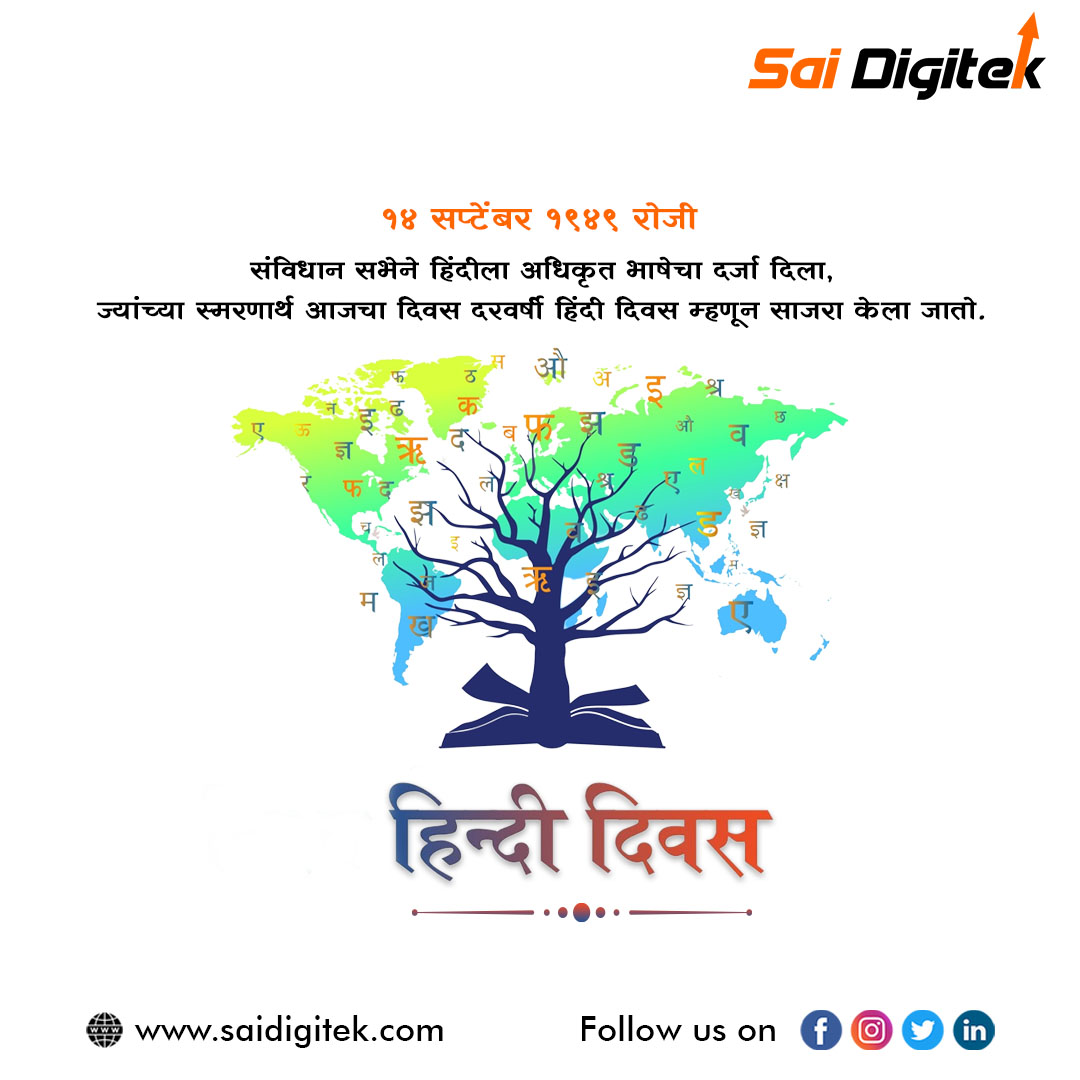 Sai Digitek
१४ सप्टेंबर १९४९ रोजी
संविधान सभेने हिंदीला अधिकृत भाषेचा दर्जा दिला,
ज्यांच्या स्मरणार्थ आजचा दिवस दरवर्षी हिंदी दिवस म्हणून साजरा केला जातो.
म औ
फ ठ अ इ श्र
न इ ढ क फ झ औ छ
ए ऊ ज्ञ ऋ द ब ड व
र फ द ल श्र ए ल ख क्ष
च झ इ व ढ ड ज्ञ
ल न ऋ इ म
म ख ज्ञ ए
हिन्दी दिवस
www.saidigitek.com Follow us on